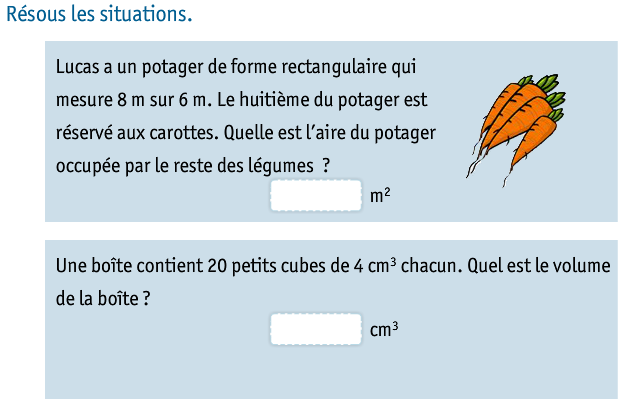 Résous les situations.
Lucas a un potager de forme rectangulaire qui
mesure 8 m sur 6 m. Le huitième du potager est
réservé aux carottes. Quelle est l'aire du potager
occupée par le reste des légumes ?
m²
Une boîte contient 20 petits cubes de 4 cm³ chacun. Quel est le volume
de la boîte ?
cm³